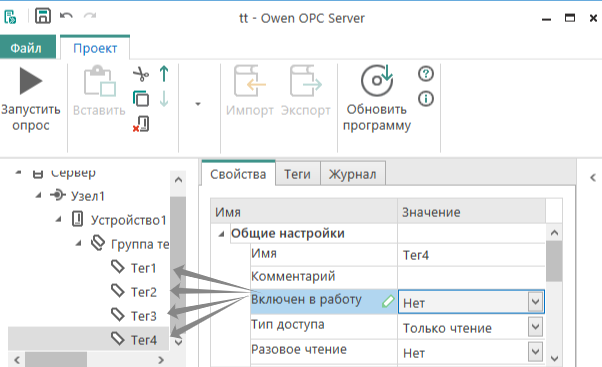 tt - Owen OPC Server
Файл
Проект
Запустить опрос
Вставить
Импорт
Экспорт
Обновить программу
Сервер
Узел1
Устройство1
Группа те
Тег1
Тег2
Тег3
Тег4
Свойства
Теги
Журнал
Имя
Значение
Общие настройки
Имя
Тег4
Комментарий
Включен в работу
Нет
Тип доступа
Только чтение
Разовое чтение
Нет